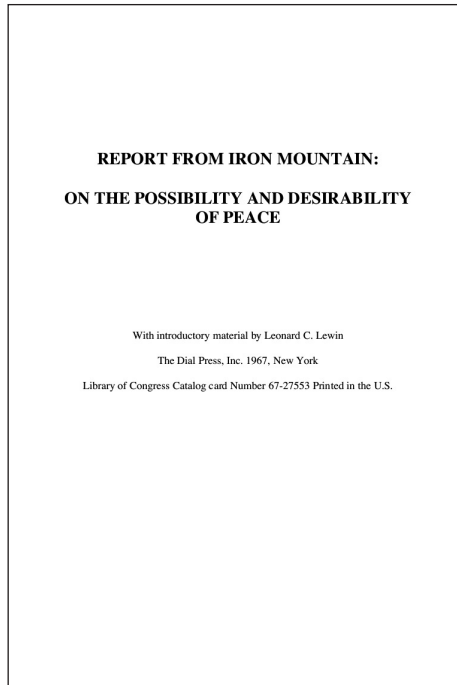 REPORT FROM IRON MOUNTAIN:
ON THE POSSIBILITY AND DESIRABILITY
OF PEACE
With introductory material by Leonard C. Lewin
The Dial Press, Inc. 1967, New York
Library of Congress Catalog card Number 67-27553 Printed in the U.S.